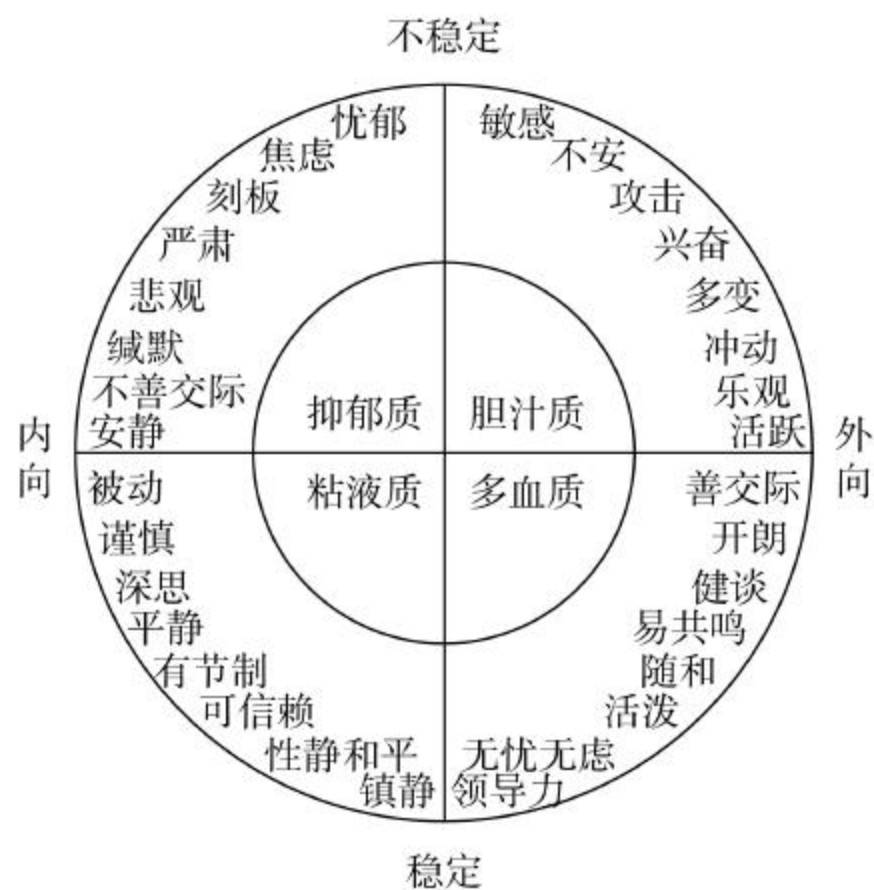 不稳定
忧郁
焦虑
刻板
严肃
悲观
缄默
不善交际
安静
敏感
不安
攻击
兴奋
多变
冲动
乐观
活跃
抑郁质
胆汁质
内向
外向
粘液质
多血质
被动
谨慎
深思
平静
有节制
可信赖
性静和平
镇静
善交际
开朗
健谈
易共鸣
随和
活泼
无忧无虑
领导力
稳定